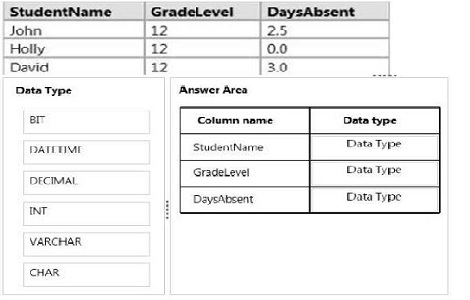 StudentName GradeLevel DaysAbsent
John 12 2.5
Holly 12 0.0
David 12 3.0
Data Type
BIT
DATETIME
DECIMAL
INT
VARCHAR
CHAR
Answer Area
Column name Data type
StudentName Data Type
GradeLevel Data Type
DaysAbsent Data Type